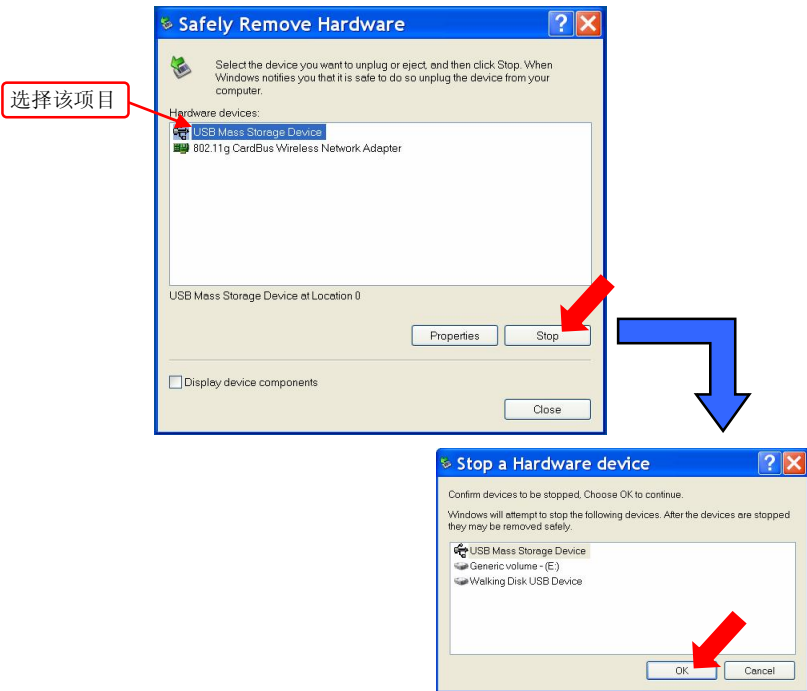 Safely Remove Hardware
Select the device you want to unplug or eject, and then click Stop. When
Windows notifies you that it is safe to do so unplug the device from your
computer.
选择该项目
Hardware devices:
USB Mass Storage Device
802.11g CardBus Wireless Network Adapter
USB Mass Storage Device at Location 0
Properties
Stop
Display device components
Close
Stop a Hardware device
Confirm devices to be stopped, Choose OK to continue.
Windows will attempt to stop the following devices. After the devices are stopped
they may be removed safely.
USB Mass Storage Device
Generic volume - (E:)
Walking Disk USB Device
OK
Cancel